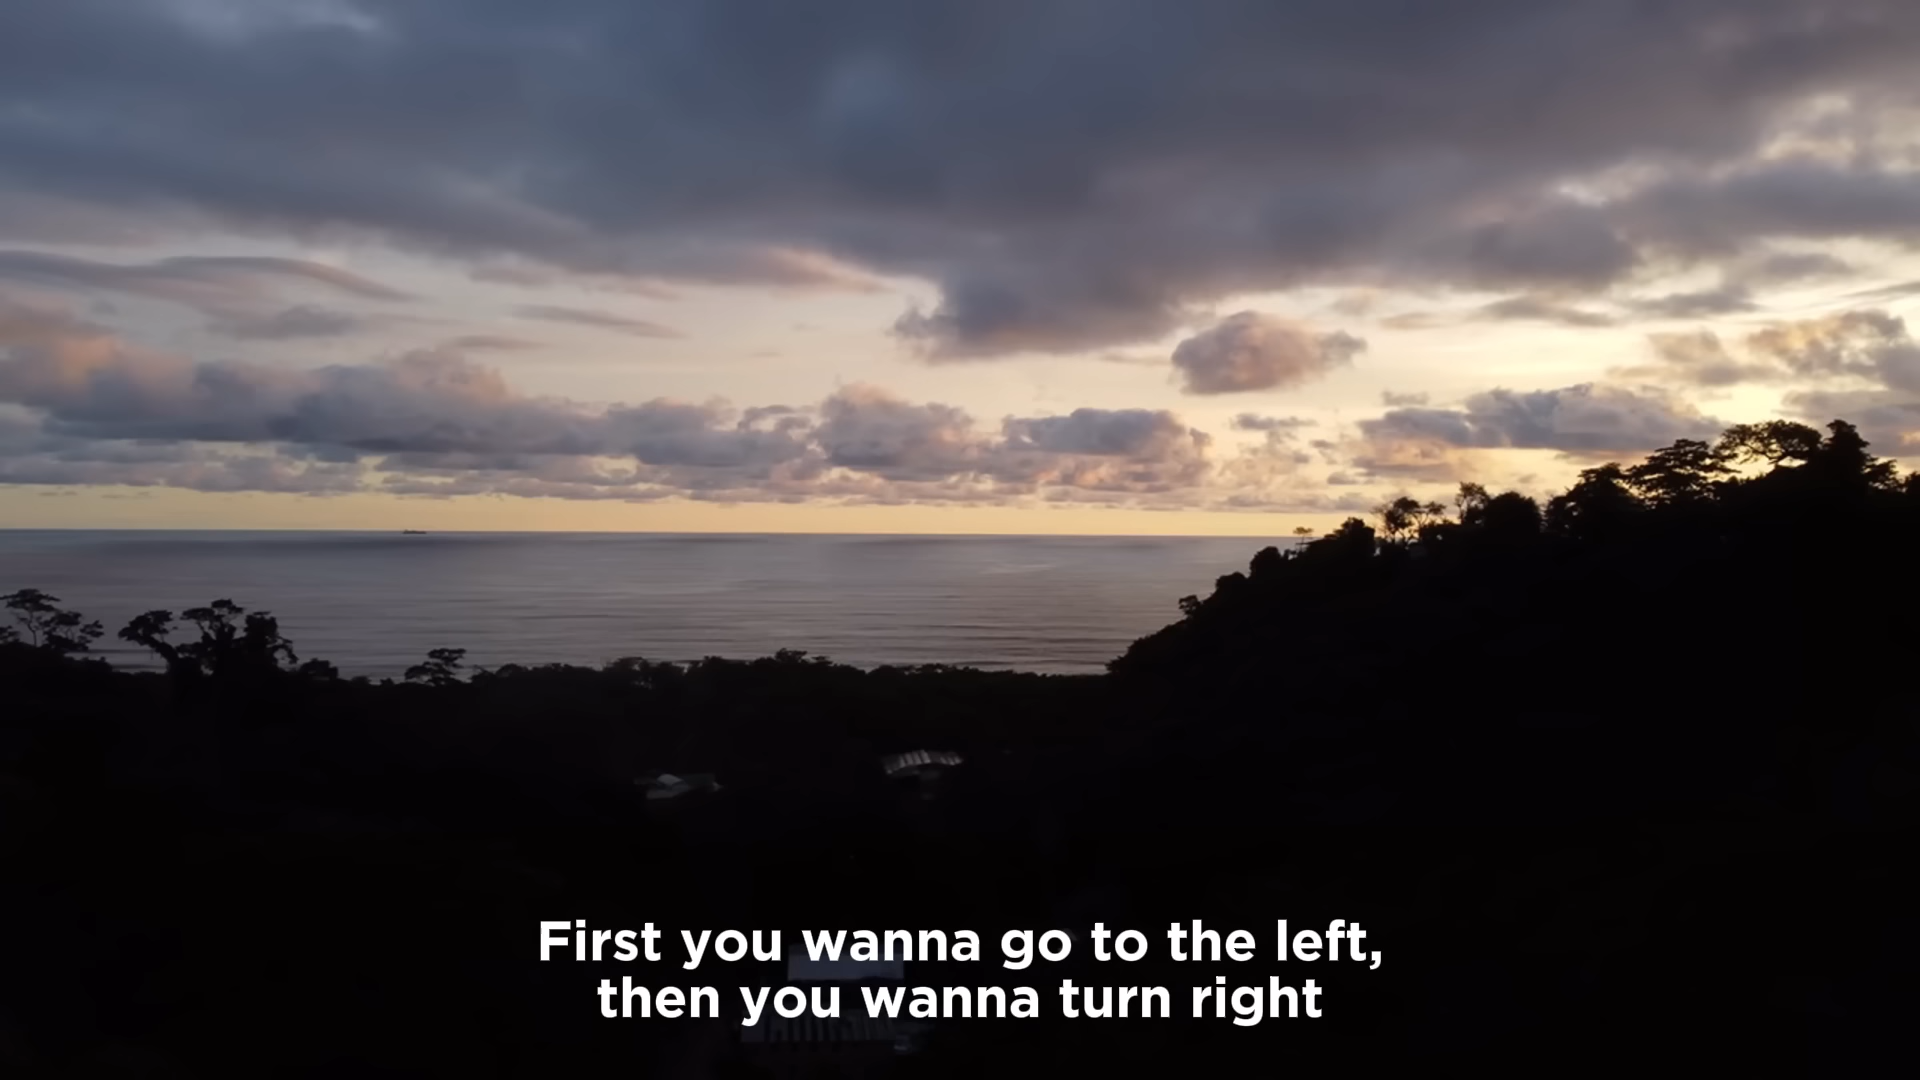 First you wanna go to the left,
then you wanna turn right